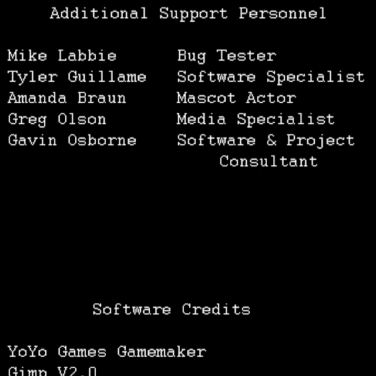 Additional Support Personnel
Mike Labbie Bug Tester
Tyler Guillame Software Specialist
Amanda Braun Mascot Actor
Greg Olson Media Specialist
Gavin Osborne Software & Project
Consultant
Software Credits
YoYo Games Gamemaker
Gimp V2.0